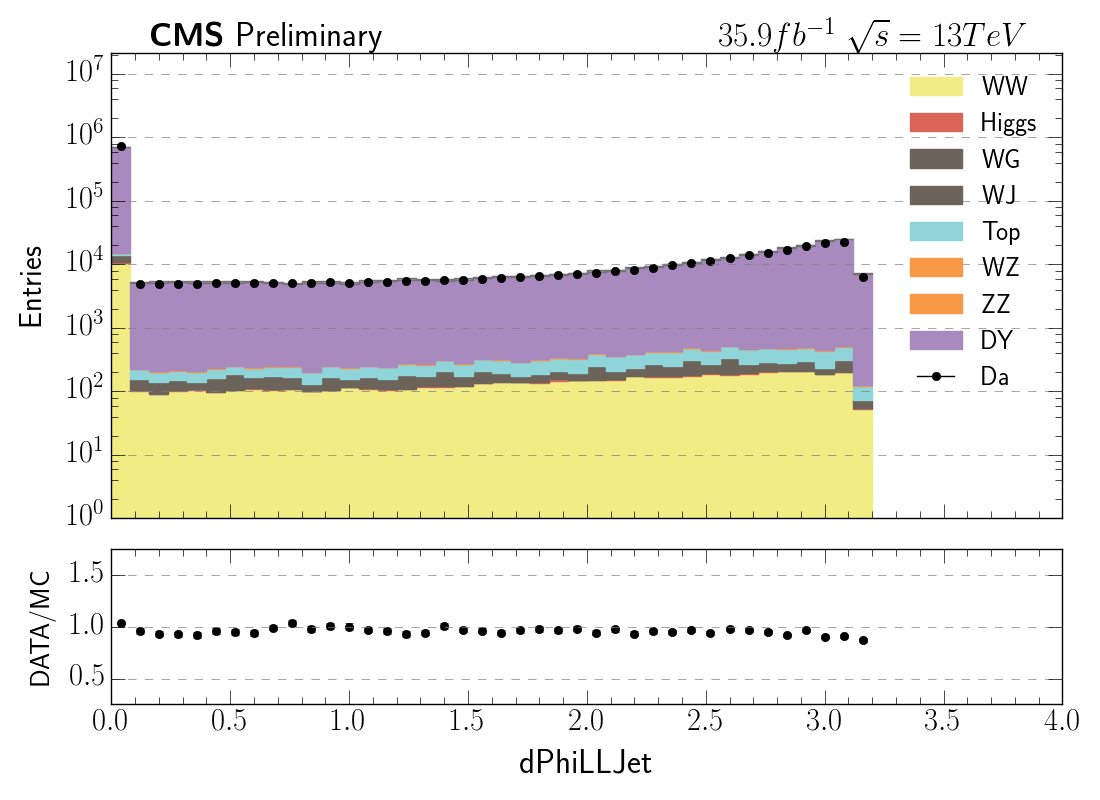 CMS Preliminary 35.9fb⁻¹ √s = 13TeV
10⁷
10⁶
10⁵
10⁴
10³
10²
10¹
10⁰
Entries
WW
Higgs
WG
WJ
Top
WZ
ZZ
DY
Da
1.5
1.0
0.5
DATA/MC
0.0 0.5 1.0 1.5 2.0 2.5 3.0 3.5 4.0
dPhiLLJet